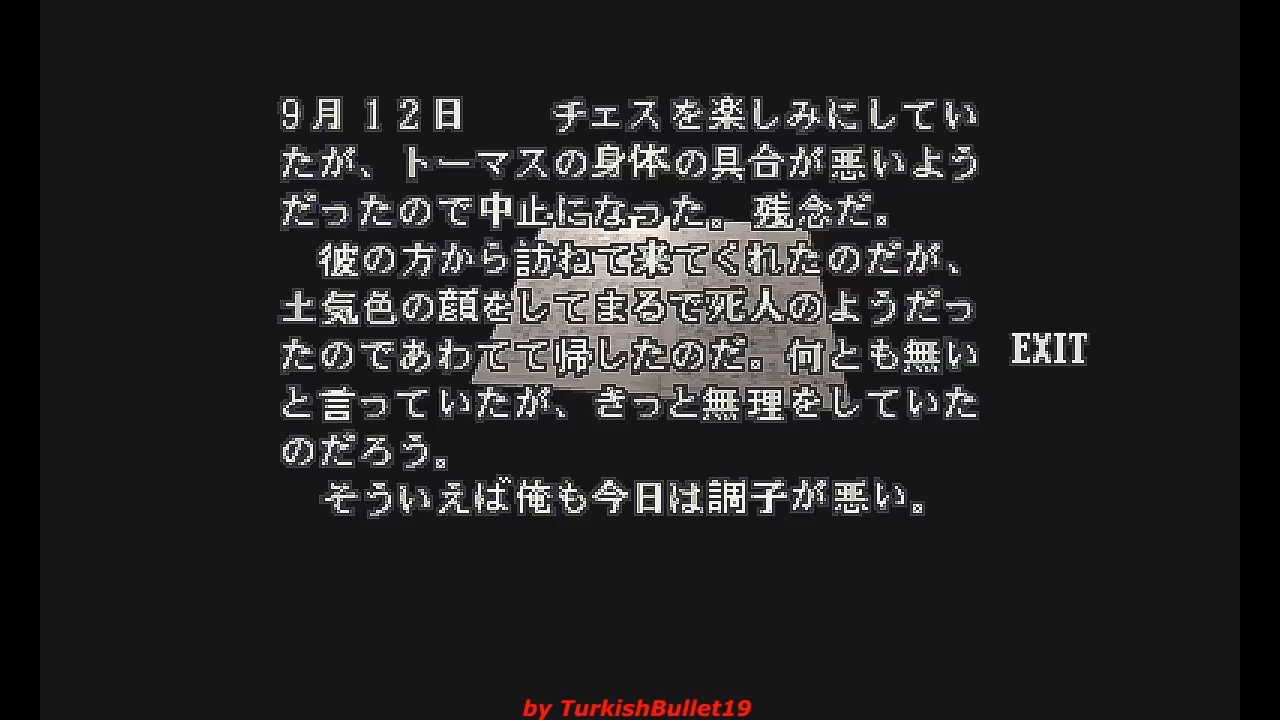 9月12日　　チェスを楽しみにしてい
たが、トーマスの身体の具合が悪いよう
だったので中止になった。残念だ。
　彼の方から訪ねて来てくれたのだが、
土気色の顔をしてまるで死人のようだっ
たのであわてて帰したのだ。何とも無い
と言っていたが、きっと無理をしていた
のだろう。
　そういえば俺も今日は調子が悪い。
EXIT
by TurkishBullet19